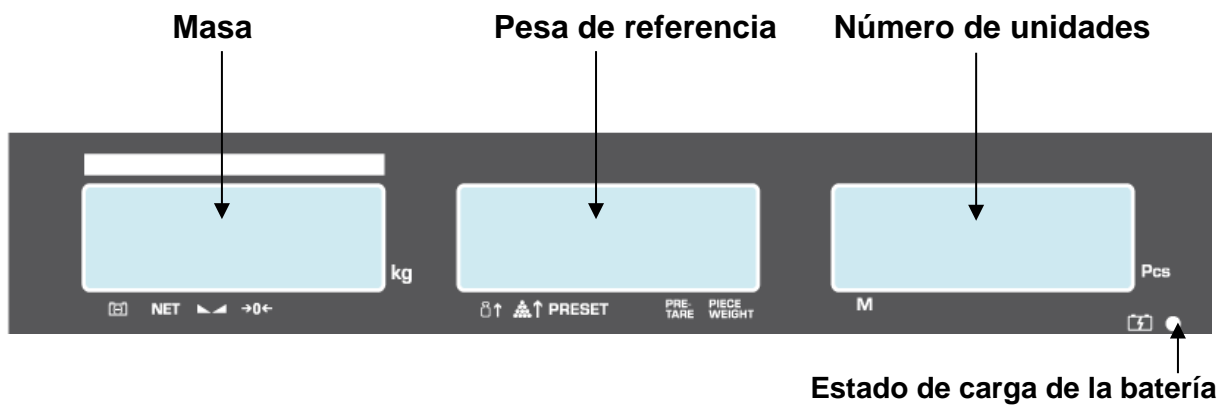 Masa Pesa de referencia Número de unidades
kg Pcs
NET →0← PRESET PRE-TARE PIECE WEIGHT M
Estado de carga de la batería